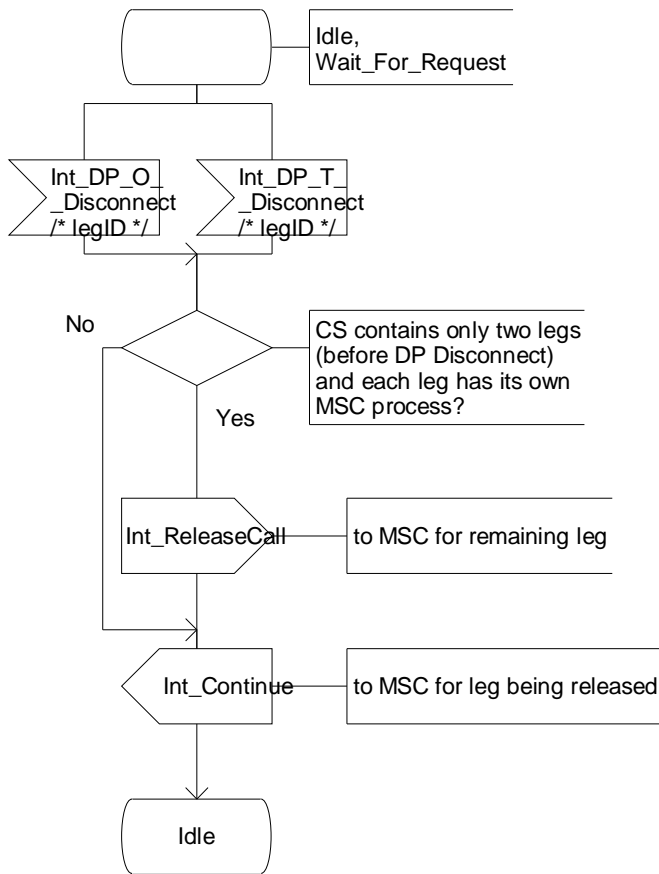 Idle,
Wait_For_Request
Int_DP_O_
_Disconnect
/* legID */
Int_DP_T_
_Disconnect
/* legID */
No
CS contains only two legs
(before DP Disconnect)
and each leg has its own
MSC process?
Yes
Int_ReleaseCall
to MSC for remaining leg
Int_Continue
to MSC for leg being released
Idle